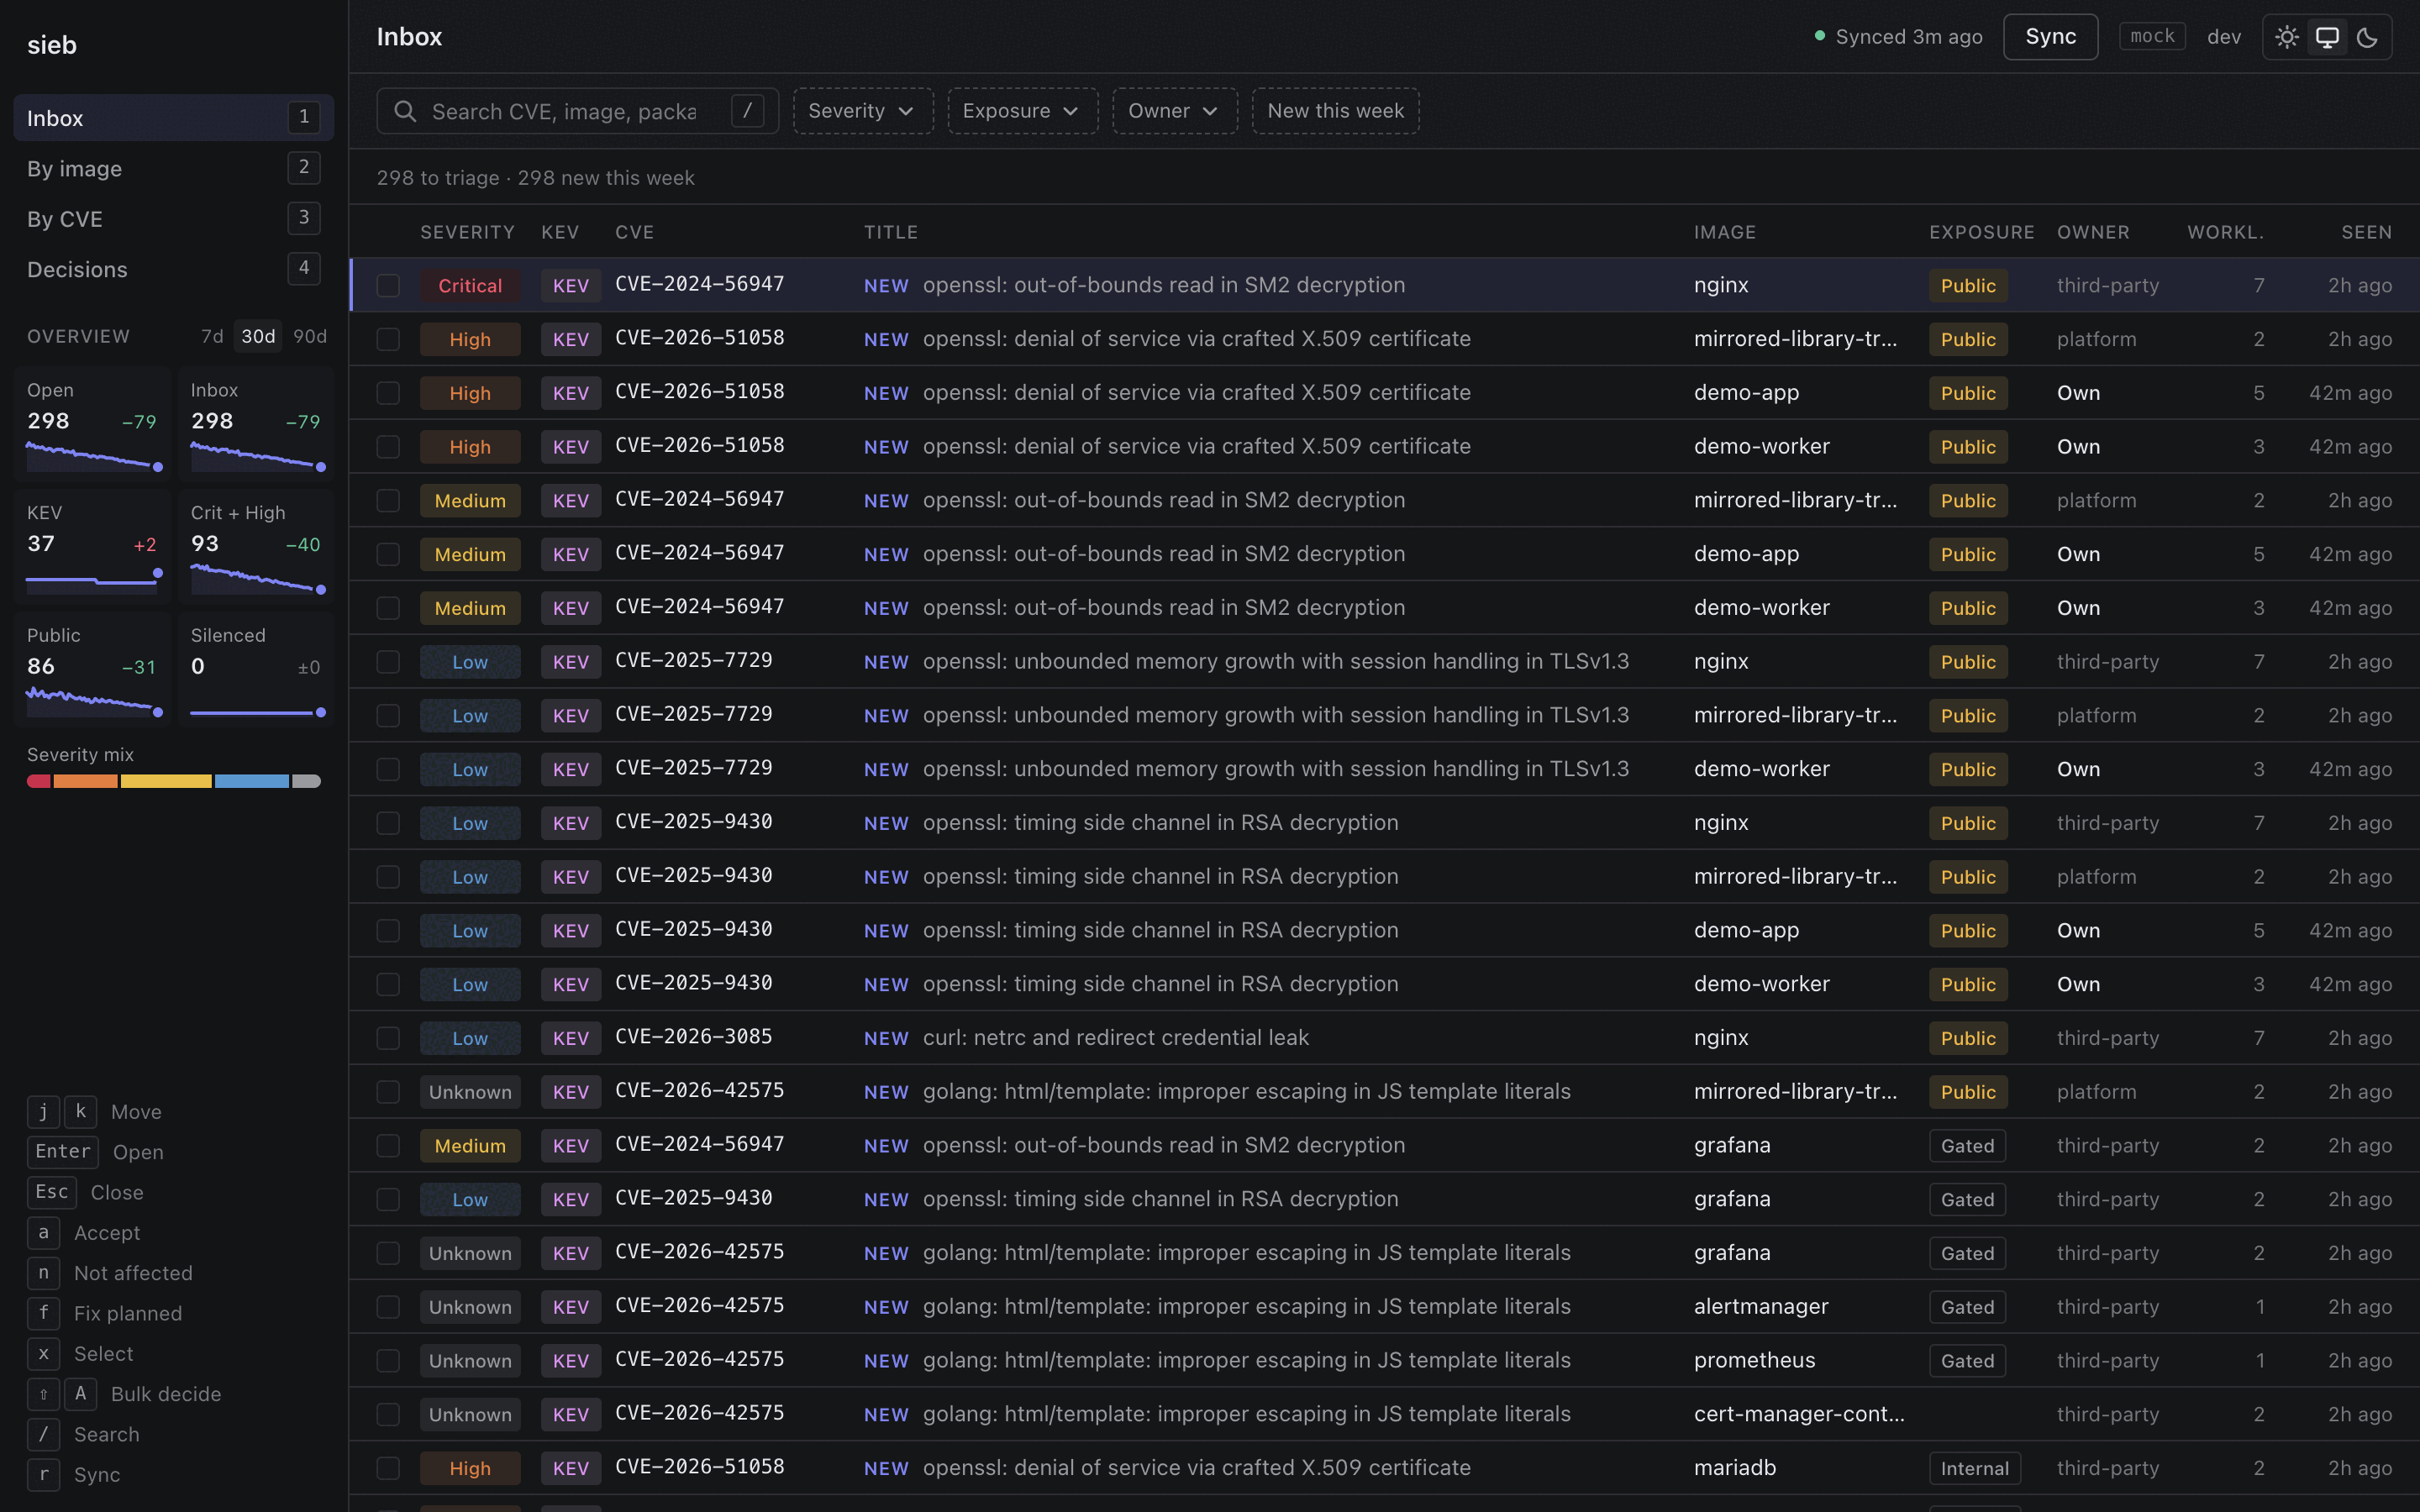 sieb
Inbox 1
By image 2
By CVE 3
Decisions 4
OVERVIEW 7d 30d 90d
Open
298 −79
Inbox
298 −79
KEV
37 +2
Crit + High
93 −40
Public
86 −31
Silenced
0 ±0
Severity mix
j k Move
Enter Open
Esc Close
a Accept
n Not affected
f Fix planned
x Select
⇧ A Bulk decide
/ Search
r Sync
Inbox
Synced 3m ago Sync mock dev
Search CVE, image, packa / Severity Exposure Owner New this week
298 to triage · 298 new this week
SEVERITY KEV CVE TITLE IMAGE EXPOSURE OWNER WORKL. SEEN
Critical KEV CVE-2024-56947 NEW openssl: out-of-bounds read in SM2 decryption nginx Public third-party 7 2h ago
High KEV CVE-2026-51058 NEW openssl: denial of service via crafted X.509 certificate mirrored-library-tr... Public platform 2 2h ago
High KEV CVE-2026-51058 NEW openssl: denial of service via crafted X.509 certificate demo-app Public Own 5 42m ago
High KEV CVE-2026-51058 NEW openssl: denial of service via crafted X.509 certificate demo-worker Public Own 3 42m ago
Medium KEV CVE-2024-56947 NEW openssl: out-of-bounds read in SM2 decryption mirrored-library-tr... Public platform 2 2h ago
Medium KEV CVE-2024-56947 NEW openssl: out-of-bounds read in SM2 decryption demo-app Public Own 5 42m ago
Medium KEV CVE-2024-56947 NEW openssl: out-of-bounds read in SM2 decryption demo-worker Public Own 3 42m ago
Low KEV CVE-2025-7729 NEW openssl: unbounded memory growth with session handling in TLSv1.3 nginx Public third-party 7 2h ago
Low KEV CVE-2025-7729 NEW openssl: unbounded memory growth with session handling in TLSv1.3 mirrored-library-tr... Public platform 2 2h ago
Low KEV CVE-2025-7729 NEW openssl: unbounded memory growth with session handling in TLSv1.3 demo-worker Public Own 3 42m ago
Low KEV CVE-2025-9430 NEW openssl: timing side channel in RSA decryption nginx Public third-party 7 2h ago
Low KEV CVE-2025-9430 NEW openssl: timing side channel in RSA decryption mirrored-library-tr... Public platform 2 2h ago
Low KEV CVE-2025-9430 NEW openssl: timing side channel in RSA decryption demo-app Public Own 5 42m ago
Low KEV CVE-2025-9430 NEW openssl: timing side channel in RSA decryption demo-worker Public Own 3 42m ago
Low KEV CVE-2026-3085 NEW curl: netrc and redirect credential leak nginx Public third-party 7 2h ago
Unknown KEV CVE-2026-42575 NEW golang: html/template: improper escaping in JS template literals mirrored-library-tr... Public platform 2 2h ago
Medium KEV CVE-2024-56947 NEW openssl: out-of-bounds read in SM2 decryption grafana Gated third-party 2 2h ago
Low KEV CVE-2025-9430 NEW openssl: timing side channel in RSA decryption grafana Gated third-party 2 2h ago
Unknown KEV CVE-2026-42575 NEW golang: html/template: improper escaping in JS template literals grafana Gated third-party 2 2h ago
Unknown KEV CVE-2026-42575 NEW golang: html/template: improper escaping in JS template literals alertmanager Gated third-party 1 2h ago
Unknown KEV CVE-2026-42575 NEW golang: html/template: improper escaping in JS template literals prometheus Gated third-party 1 2h ago
Unknown KEV CVE-2026-42575 NEW golang: html/template: improper escaping in JS template literals cert-manager-cont... third-party 2 2h ago
High KEV CVE-2026-51058 NEW openssl: denial of service via crafted X.509 certificate mariadb Internal third-party 2 2h ago